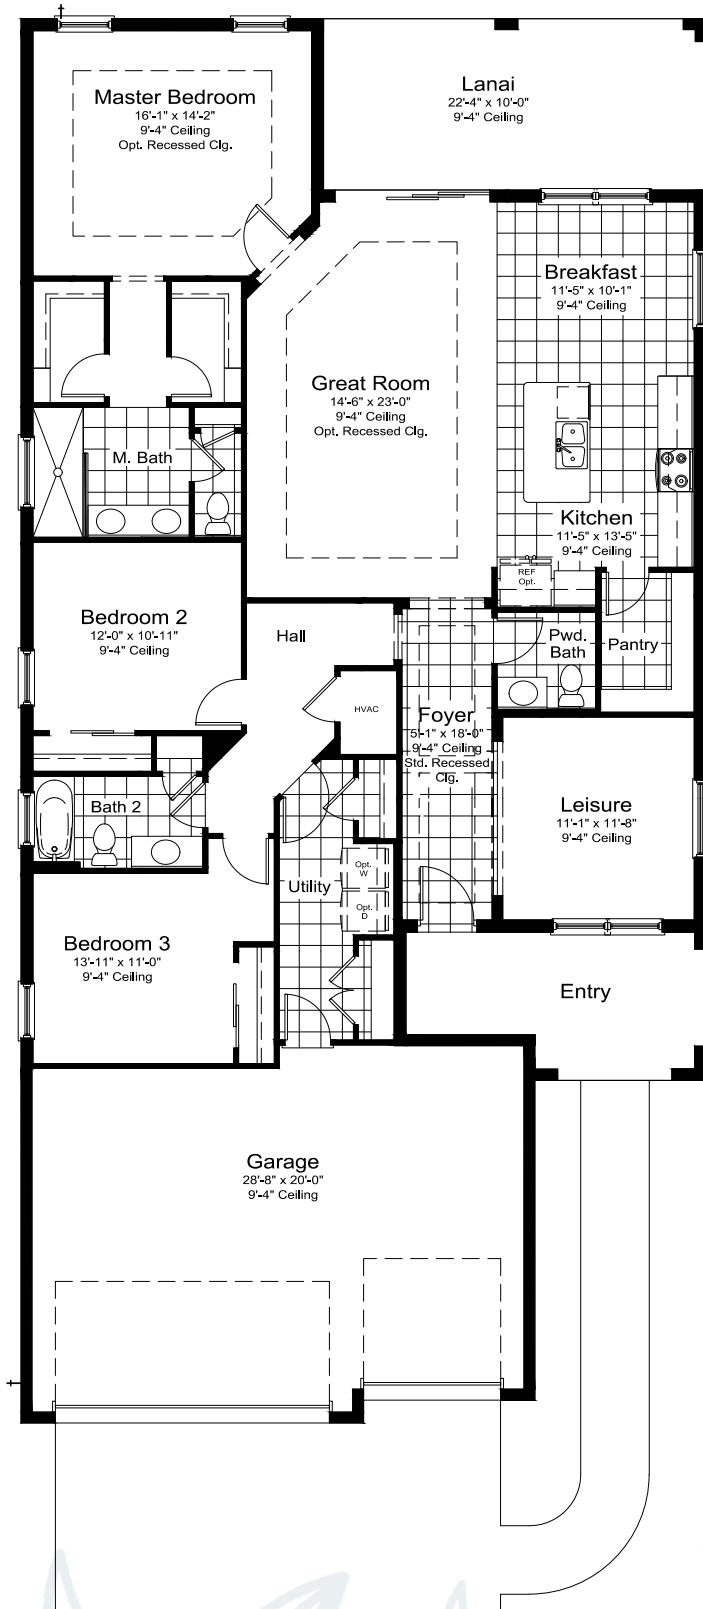 Master Bedroom
16'-1" x 14'-2"
9'-4" Ceiling
Opt. Recessed Clg.
Lanai
22'-4" x 10'-0"
9'-4" Ceiling
Breakfast
11'-5" x 10'-1"
9'-4" Ceiling
Great Room
14'-6" x 23'-0"
9'-4" Ceiling
Opt. Recessed Clg.
M. Bath
Kitchen
11'-5" x 13'-5"
9'-4" Ceiling
REF
Opt.
Bedroom 2
12'-0" x 10'-11"
9'-4" Ceiling
Hall
Pwd.
Bath
Pantry
HVAC
Foyer
5'-1" x 18'-0"
9'-4" Ceiling
Std. Recessed
Clg.
Bath 2
Leisure
11'-1" x 11'-8"
9'-4" Ceiling
Utility
Opt.
W
Opt.
D
Bedroom 3
13'-11" x 11'-0"
9'-4" Ceiling
Entry
Garage
28'-8" x 20'-0"
9'-4" Ceiling